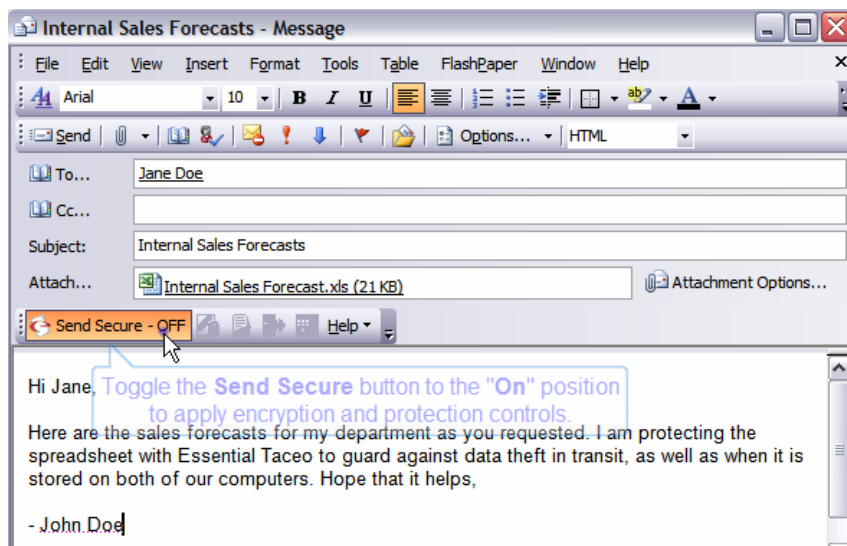 Internal Sales Forecasts - Message
File Edit View Insert Format Tools Table FlashPaper Window Help
Arial 10 B I U
Send Options... HTML
To... Jane Doe
Cc...
Subject: Internal Sales Forecasts
Attach... Internal Sales Forecast.xls (21 KB) Attachment Options...
Send Secure - OFF Help
Toggle the Send Secure button to the "On" position
to apply encryption and protection controls.
Hi Jane,
Here are the sales forecasts for my department as you requested. I am protecting the
spreadsheet with Essential Taceo to guard against data theft in transit, as well as when it is
stored on both of our computers. Hope that it helps,
- John Doe